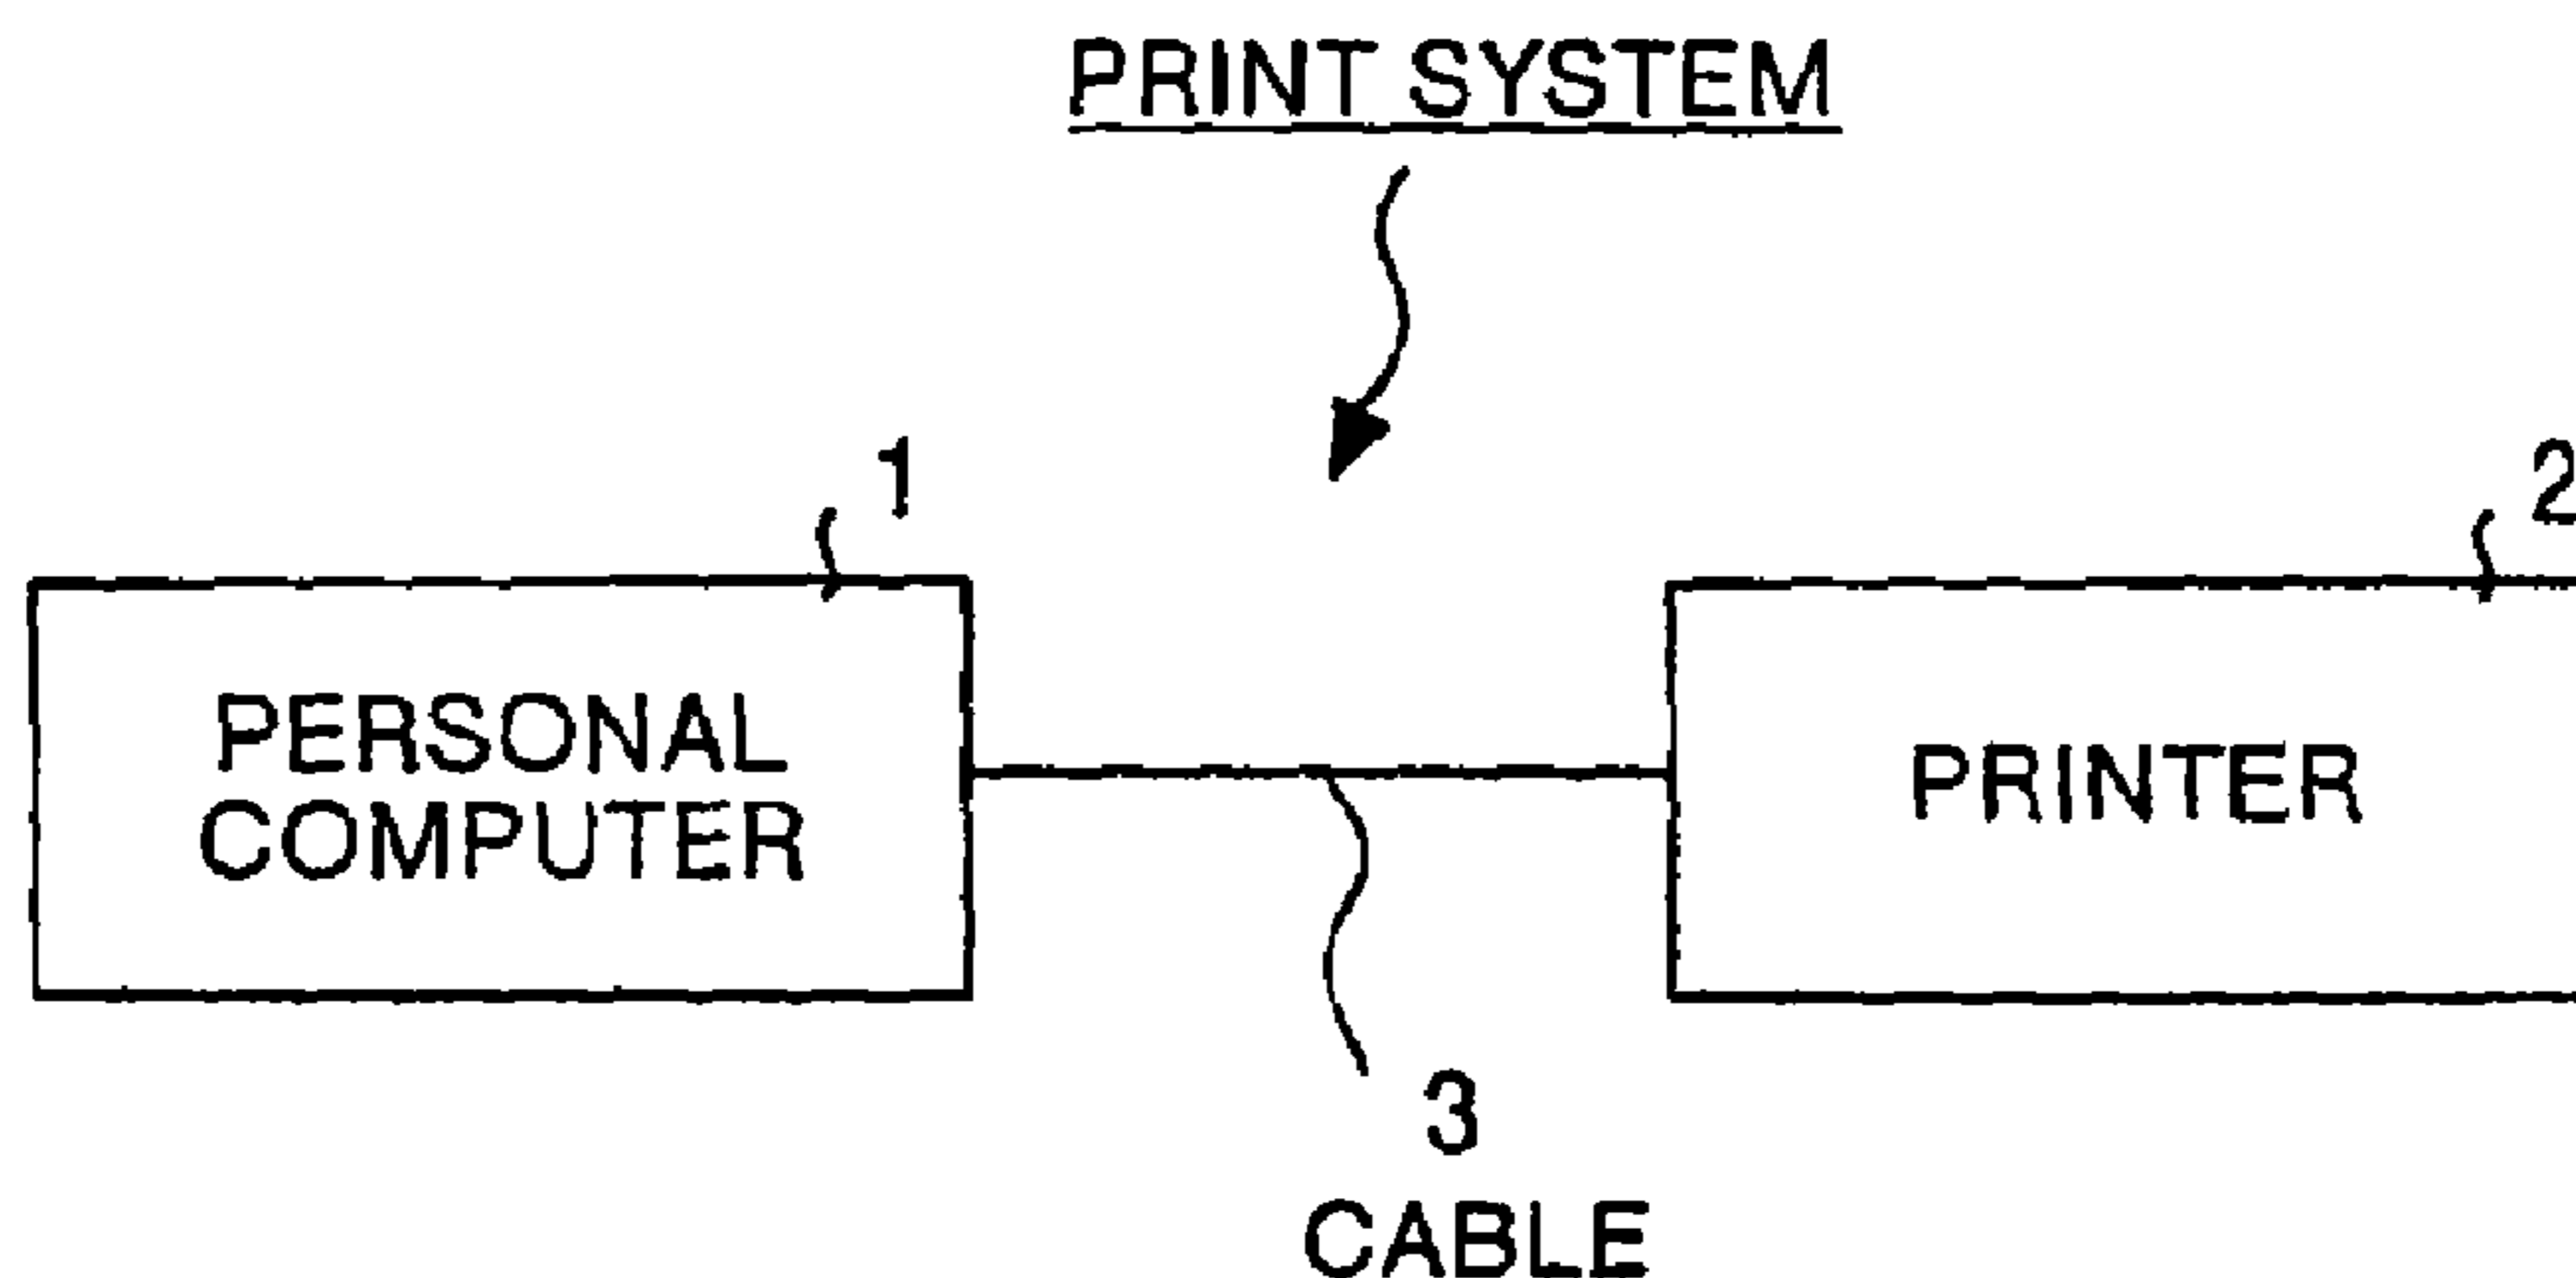 PRINT SYSTEM
1
2
PERSONAL
COMPUTER
PRINTER
3
CABLE